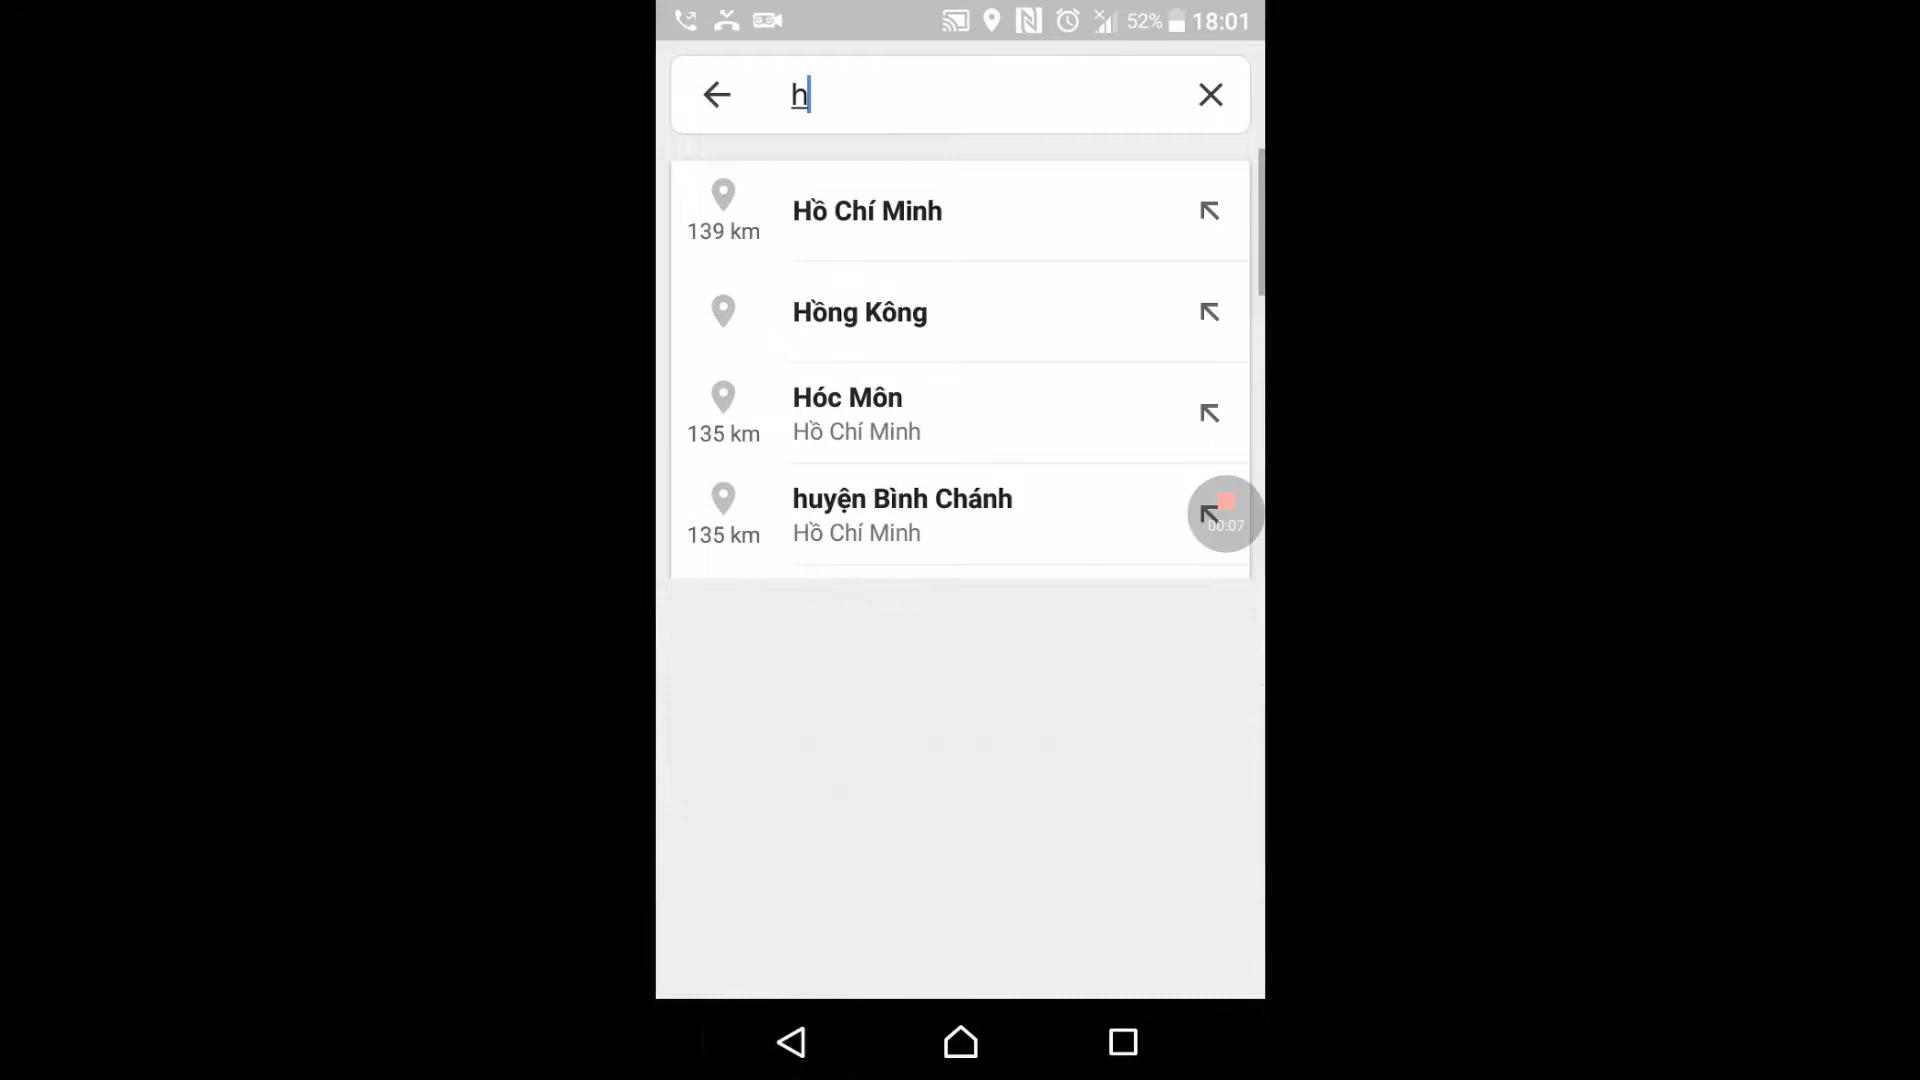 52% 18:01
h
Hồ Chí Minh
139 km
Hồng Kông
Hóc Môn
135 km
Hồ Chí Minh
huyện Bình Chánh
135 km
Hồ Chí Minh
00:07